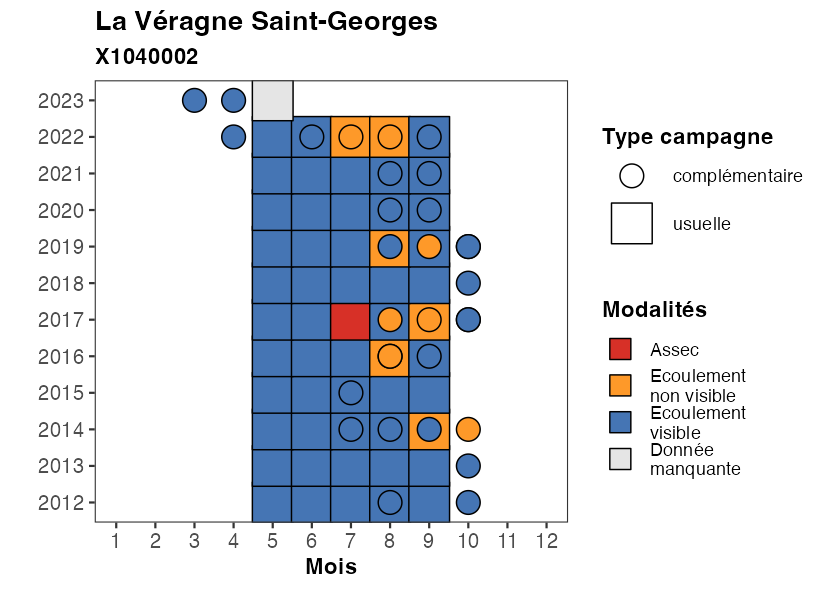 La Véragne Saint-Georges
X1040002
2023
2022
2021
2020
2019
2018
2017
2016
2015
2014
2013
2012
1 2 3 4 5 6 7 8 9 10 11 12
Mois
Type campagne
complémentaire
usuelle
Modalités
Assec
Ecoulement
non visible
Ecoulement
visible
Donnée
manquante